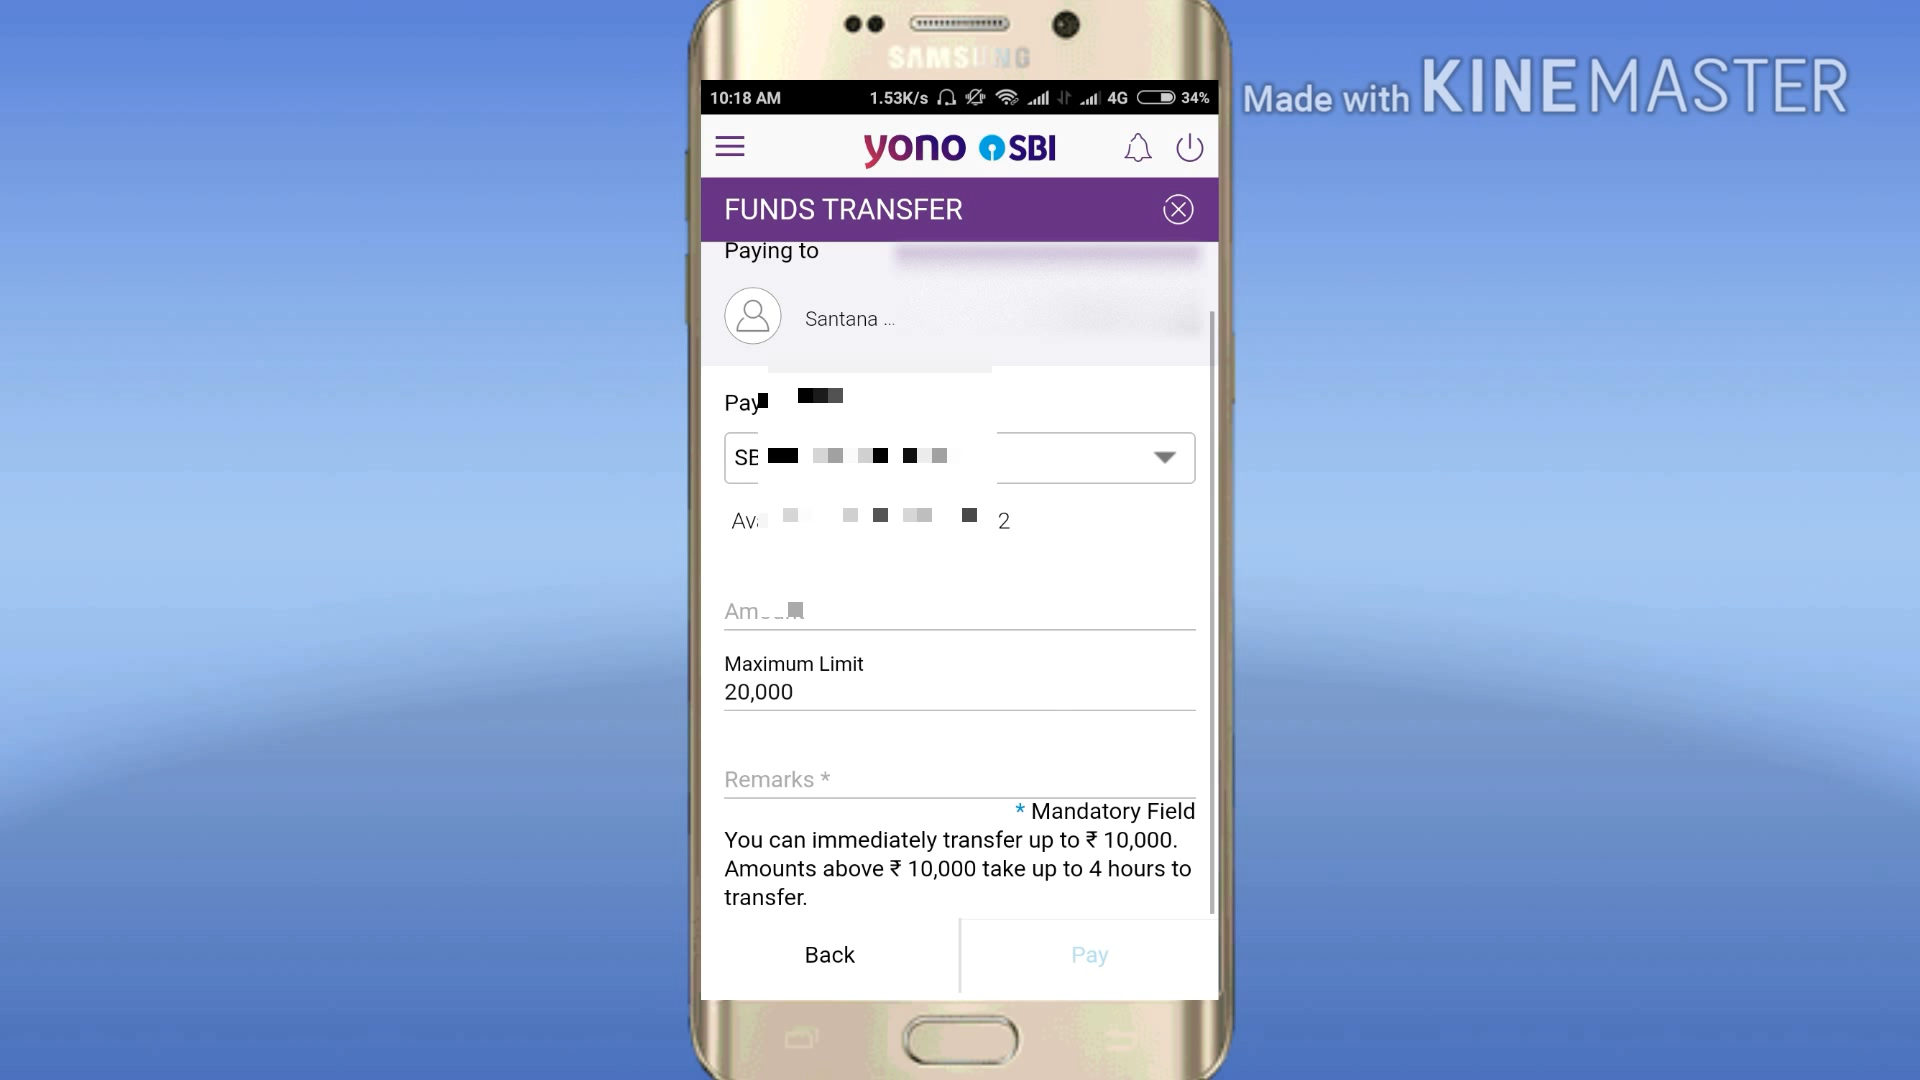 SAMSUNG
Made with KINEMASTER
10:18 AM 1.53K/s 4G 34%
yono SBI
FUNDS TRANSFER
Paying to
Santana ...
Pay
2
Maximum Limit
20,000
Remarks *
* Mandatory Field
You can immediately transfer up to ₹ 10,000.
Amounts above ₹ 10,000 take up to 4 hours to
transfer.
Back Pay